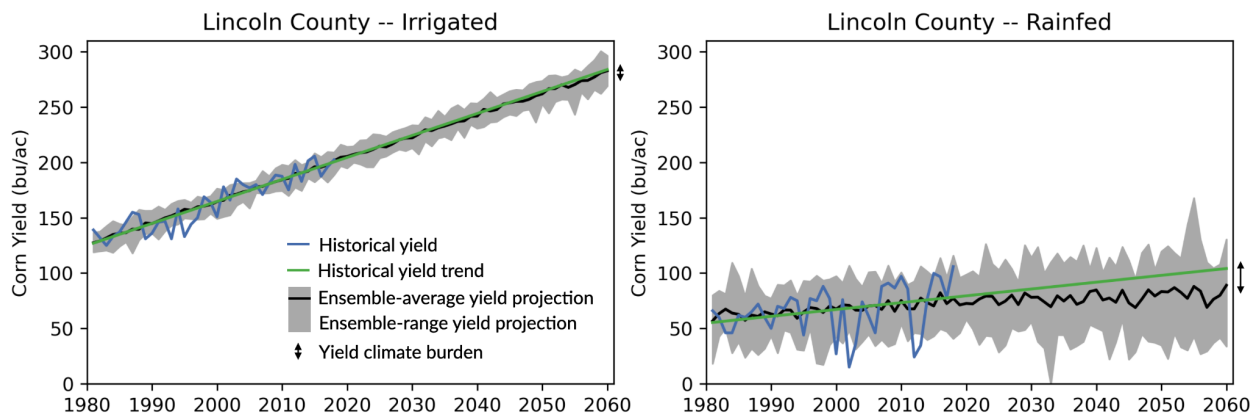 Lincoln County -- Irrigated
Corn Yield (bu/ac)
300
250
200
150
100
50
0
1980 1990 2000 2010 2020 2030 2040 2050 2060
Historical yield
Historical yield trend
Ensemble-average yield projection
Ensemble-range yield projection
Yield climate burden
Lincoln County -- Rainfed
Corn Yield (bu/ac)
300
250
200
150
100
50
0
1980 1990 2000 2010 2020 2030 2040 2050 2060